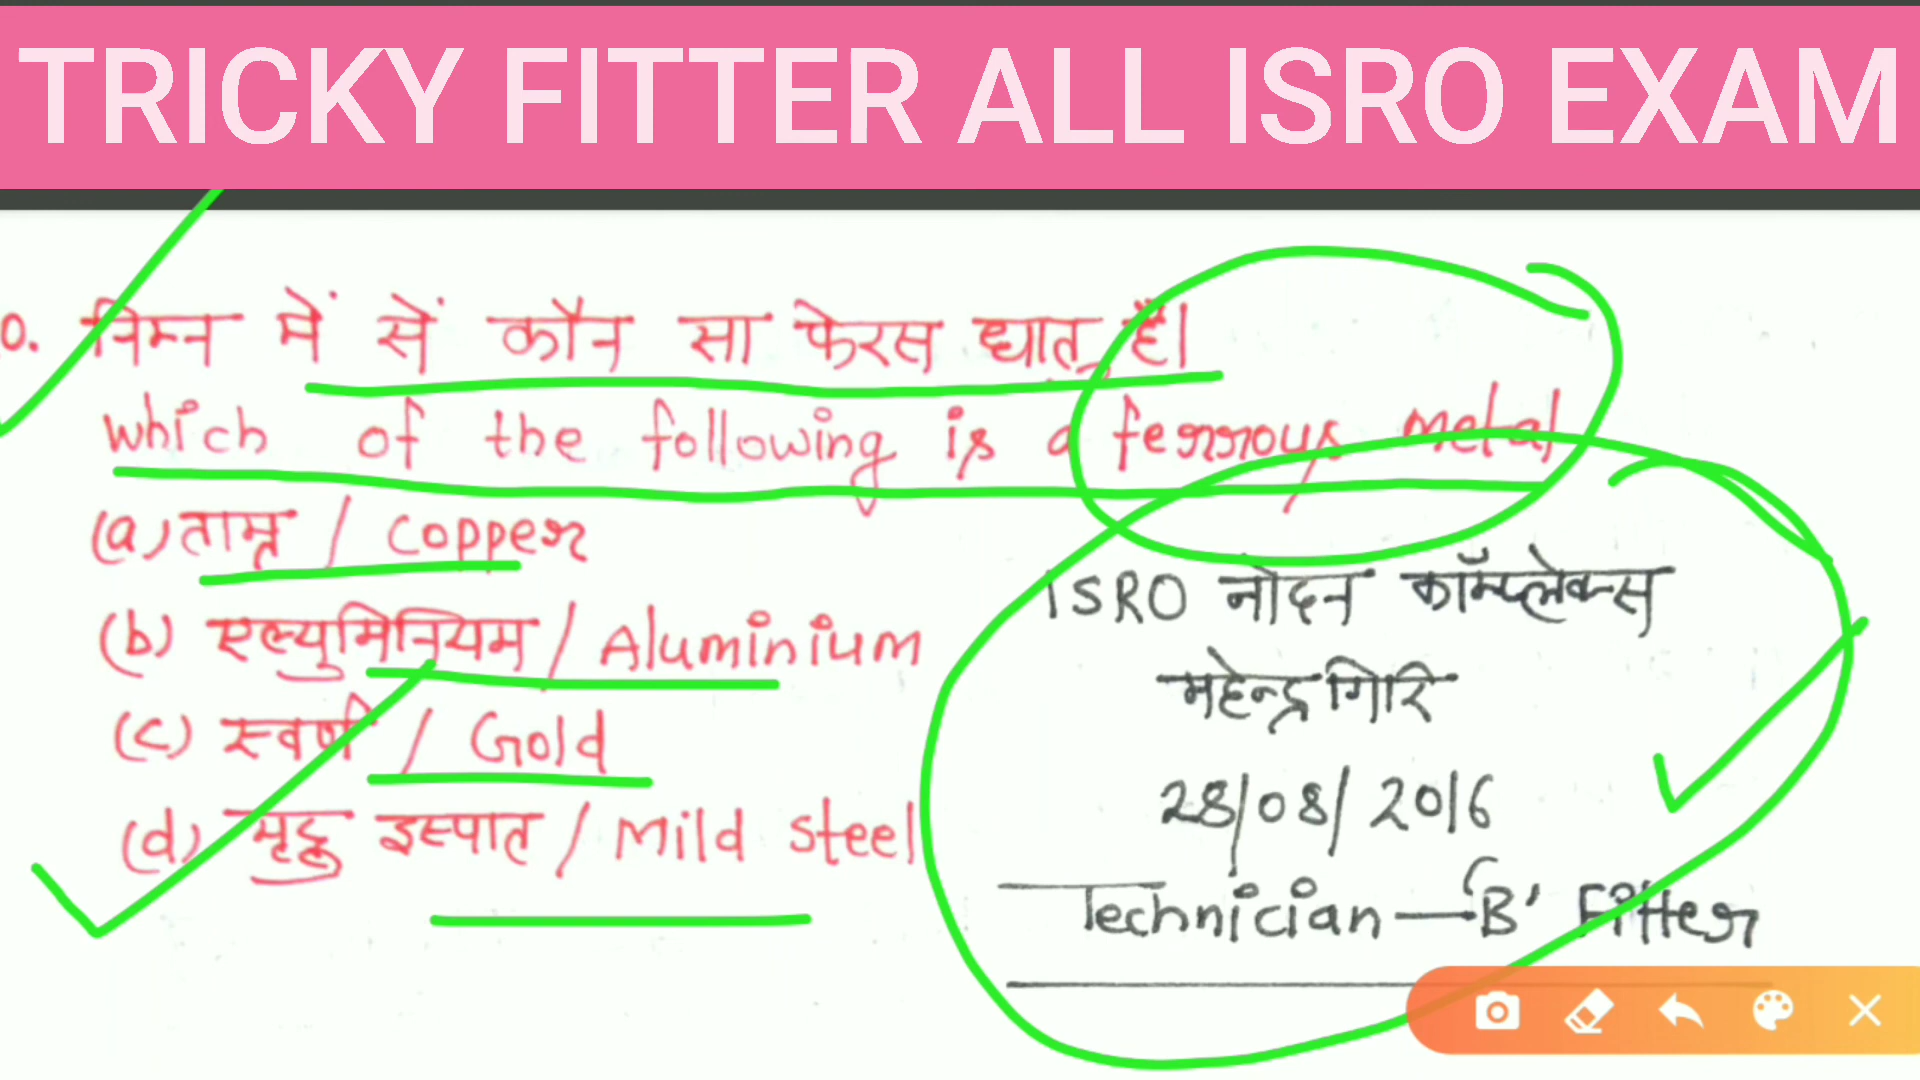 TRICKY FITTER ALL ISRO EXAM
0. निम्न में सें कौन सा फेरस धातु हैं।
Which of the following is a ferrous metal
(a) ताम्र / Copper
(b) एल्युमिनियम / Aluminium
(c) स्वर्ण / Gold
(d) मृदु इस्पात / Mild steel
ISRO नोदन कॉम्प्लेक्स
महेन्द्रगिरि
28/08/2016
Technician - 'B' Fitter